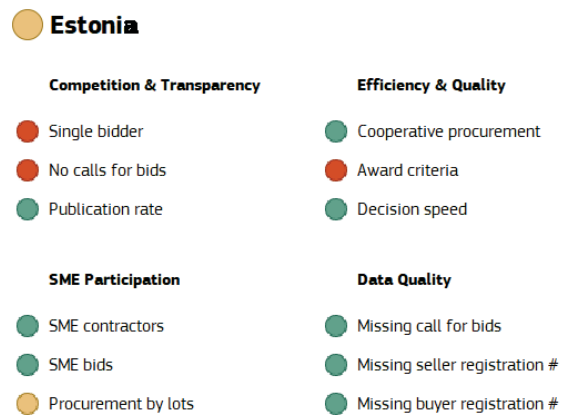 Estonia
Competition & Transparency
Single bidder
No calls for bids
Publication rate
Efficiency & Quality
Cooperative procurement
Award criteria
Decision speed
SME Participation
SME contractors
SME bids
Procurement by lots
Data Quality
Missing call for bids
Missing seller registration #
Missing buyer registration #